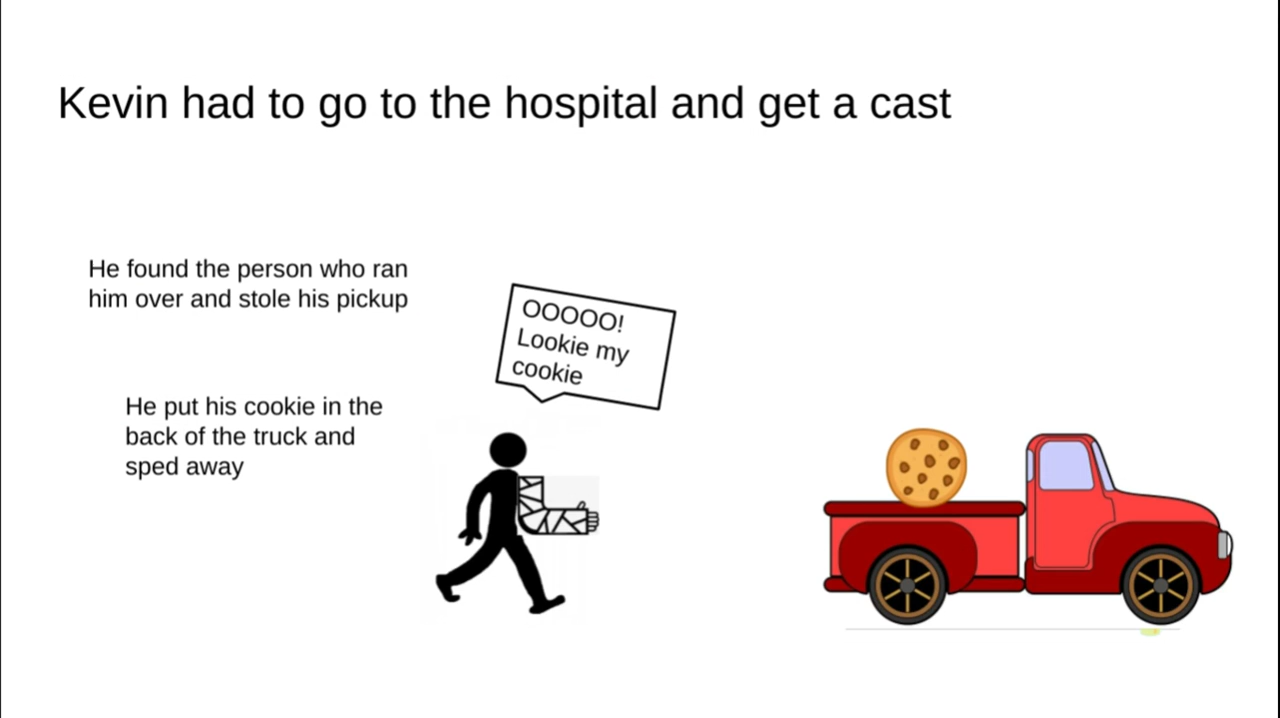 Kevin had to go to the hospital and get a cast
He found the person who ran
him over and stole his pickup
OOOOO!
Lookie my
cookie
He put his cookie in the
back of the truck and
sped away